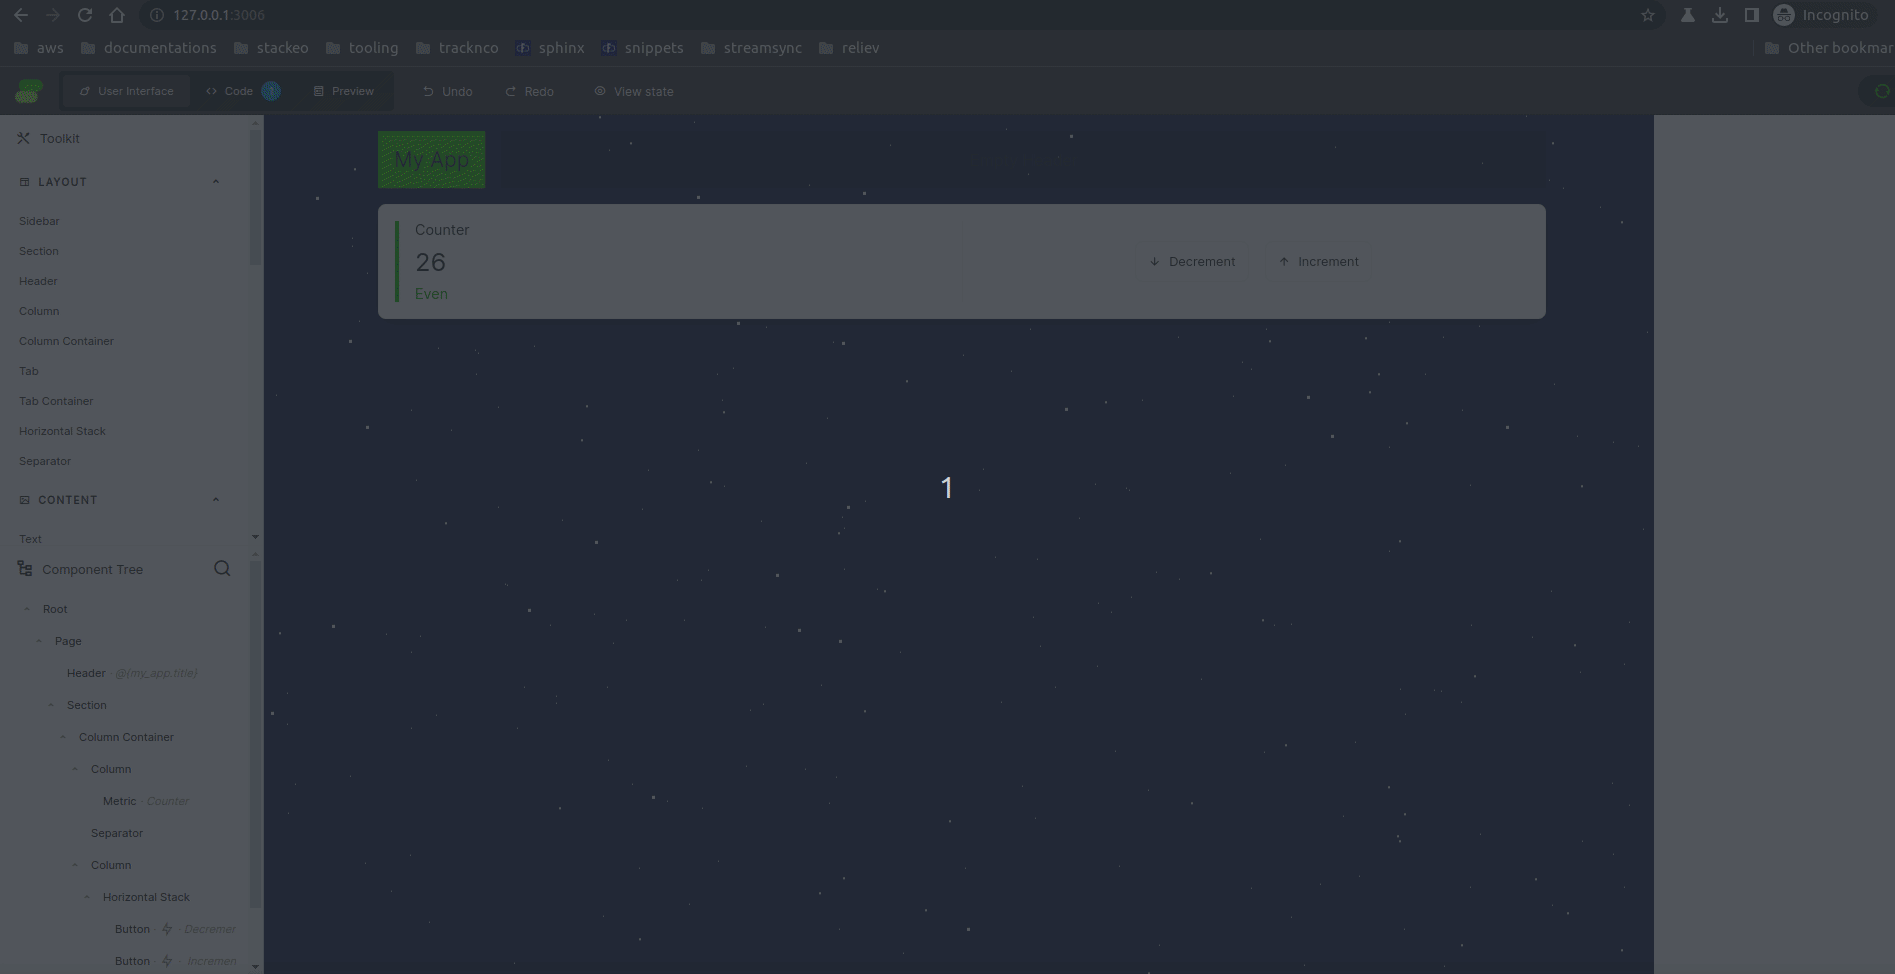 127.0.0.1:3006
Incognito
aws documentations stackeo tooling tracknco sphinx snippets streamsync reliev
Other bookmar
User Interface Code 1 Preview Undo Redo View state
Toolkit
LAYOUT
Sidebar
Section
Header
Column
Column Container
Tab
Tab Container
Horizontal Stack
Separator
CONTENT
Text
Component Tree
Root
Page
Header · @{my_app.title}
Section
Column Container
Column
Metric · Counter
Separator
Column
Horizontal Stack
Button · Decremer
Button · Incremen
My App
Counter
26
Even
Decrement Increment
1